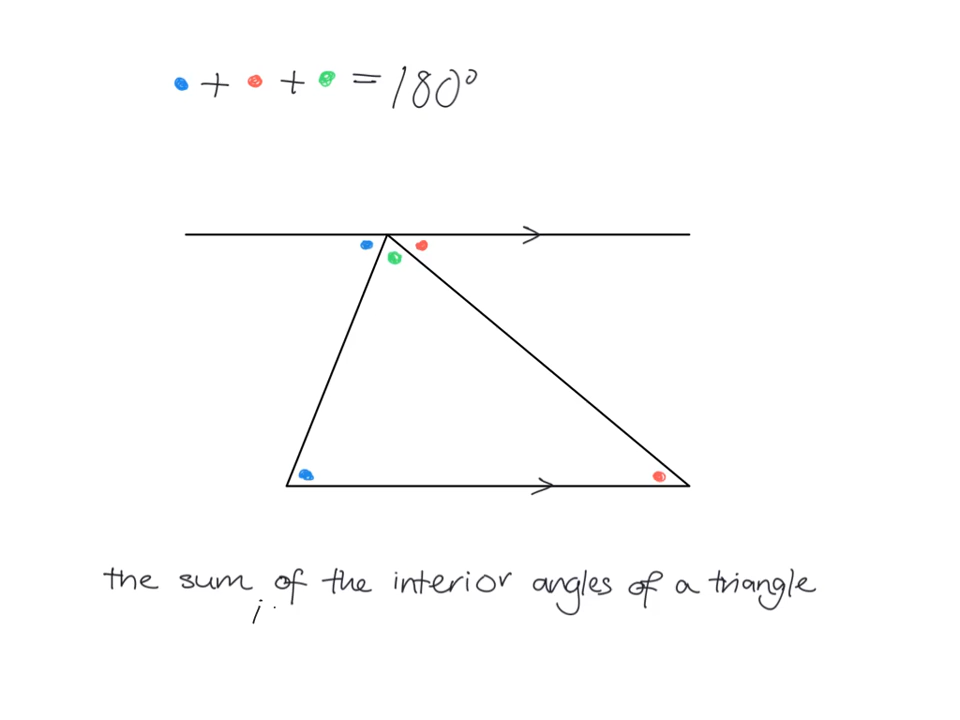 + + = 180°
the sum of the interior angles of a triangle